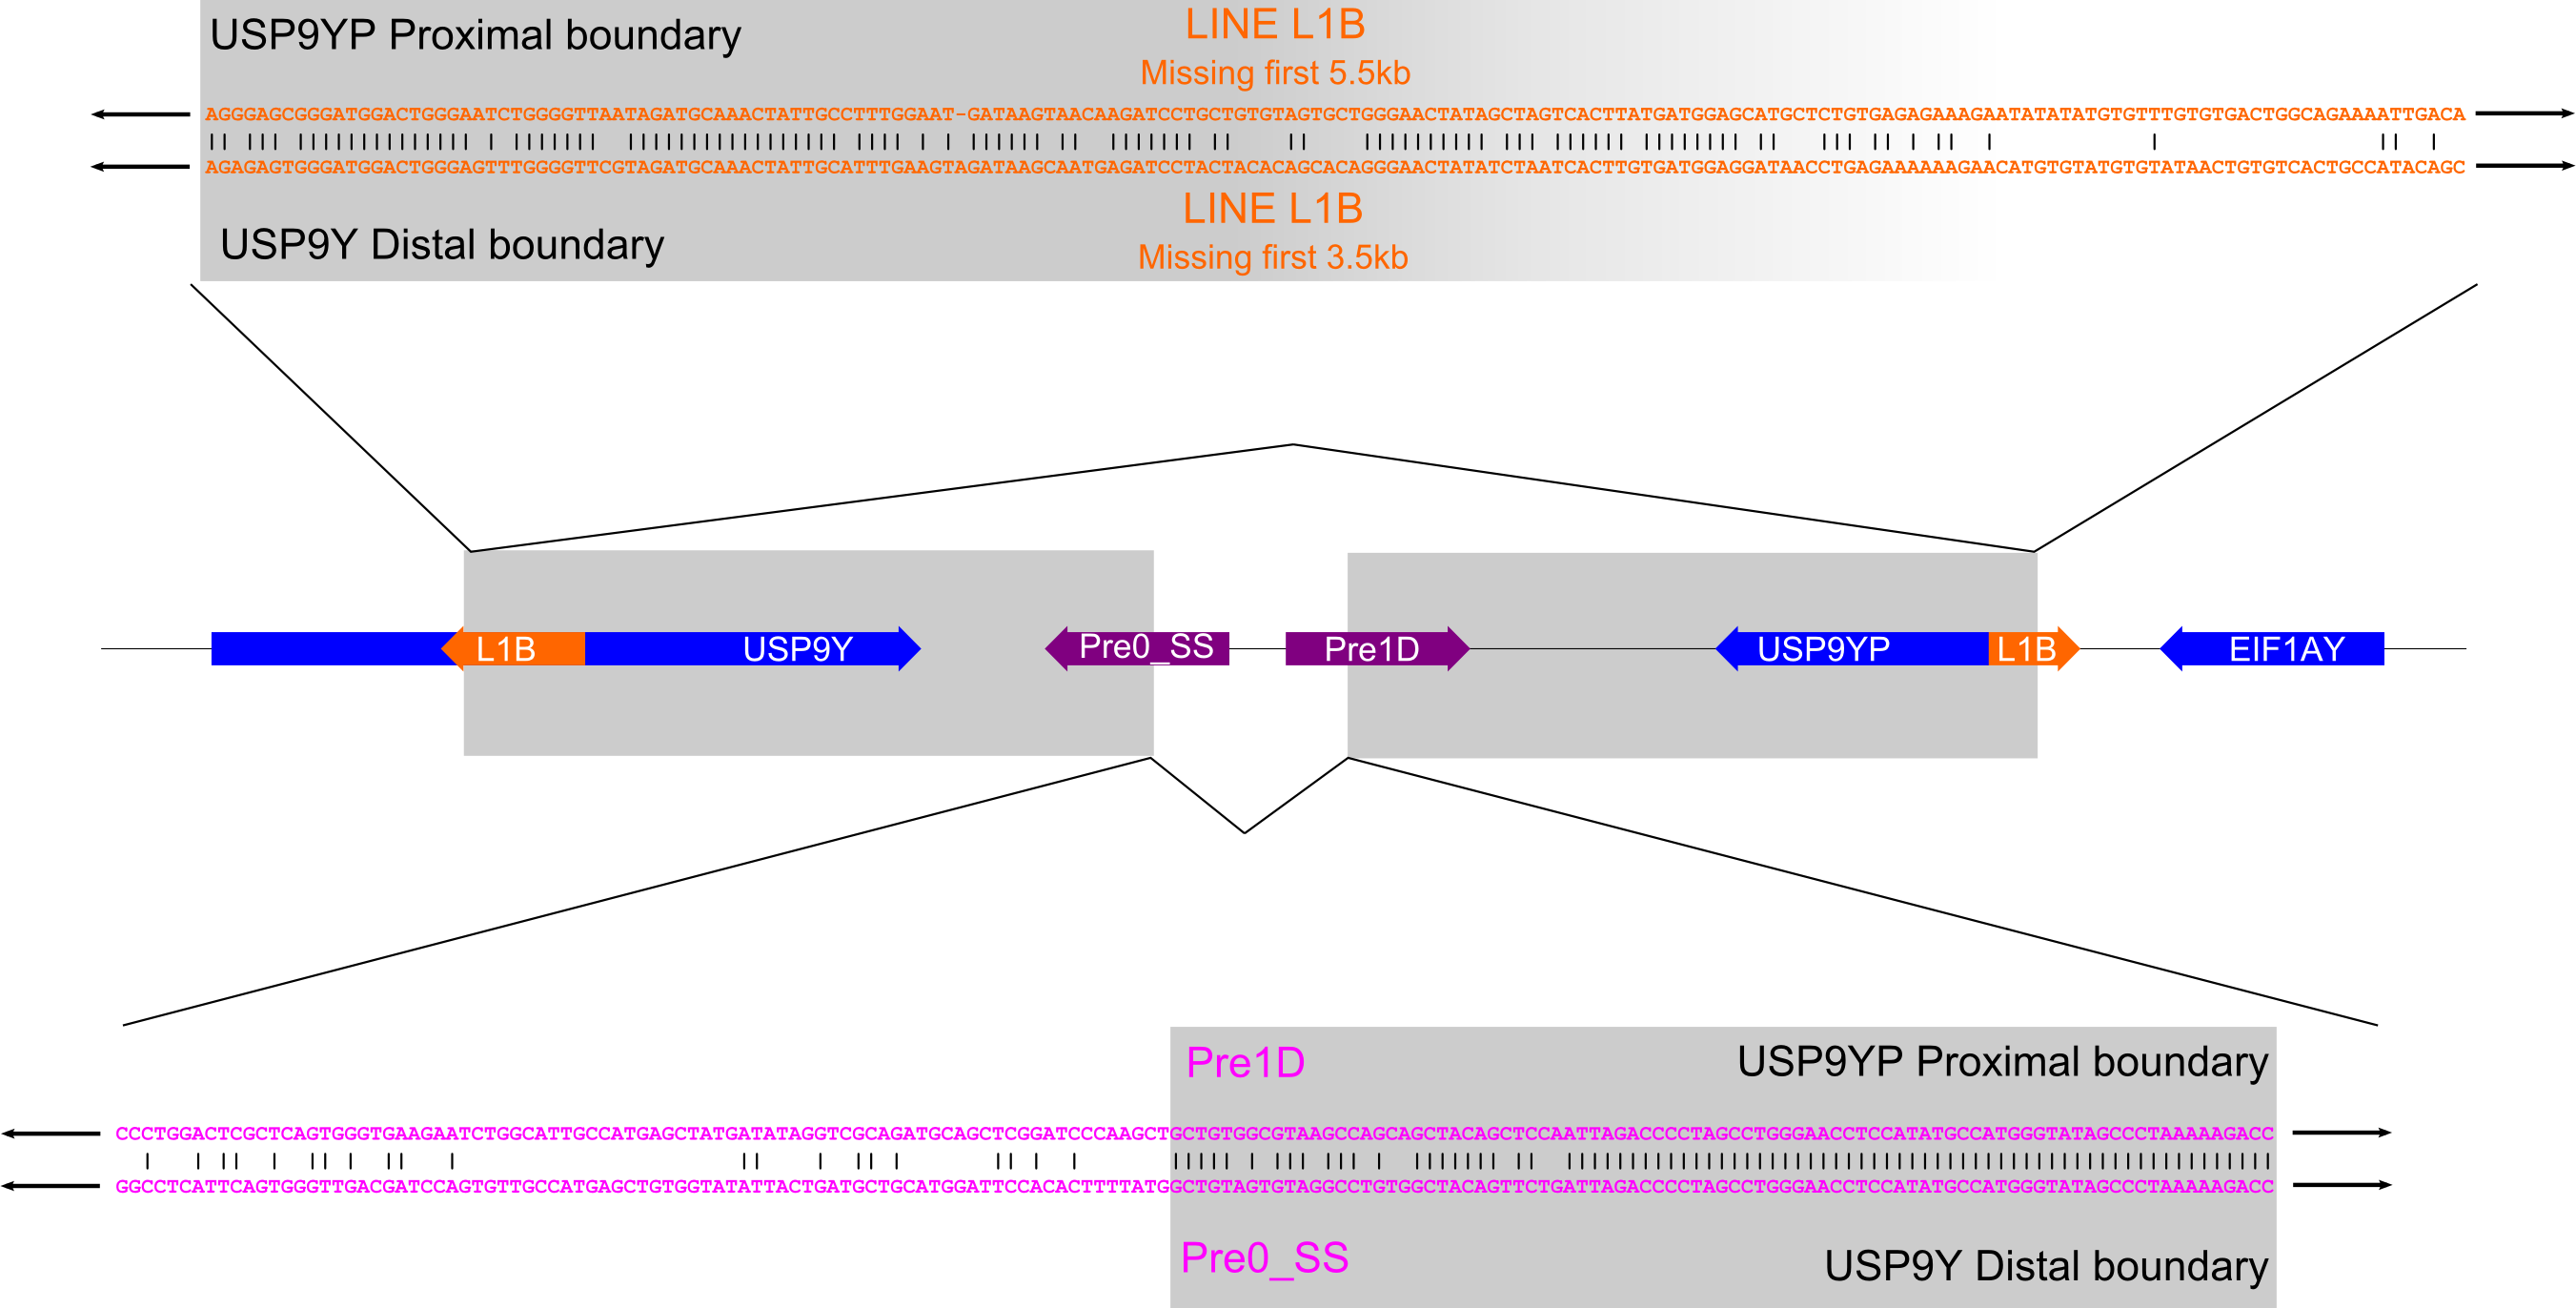 USP9YP Proximal boundary
LINE L1B
Missing first 5.5kb
AGGGAGCGGGATGGACTGGGAATCTGGGGTTAATAGATGCAAACTATTGCCTTTGGAAT-GATAAGTAACAAGATCCTGCTGTGTAGTGCTGGGAACTATAGCTAGTCACTTATGATGGAGCATGCTCTGTGAGAGAAAGAATATATATGTGTTTGTGTGACTGGCAGAAAATTGACA
AGAGAGTGGGATGGACTGGGAGTTTGGGGTTCGTAGATGCAAACTATTGCATTTGAAGTAGATAAGCAATGAGATCCTACTACACAGCACAGGGAACTATATCTAATCACTTGTGATGGAGGATAACCTGAGAAAAAAGAACATGTGTATGTGTATAACTGTGTCACTGCCATACAGC
LINE L1B
USP9Y Distal boundary
Missing first 3.5kb
L1B
USP9Y
Pre0_SS
Pre1D
USP9YP
L1B
EIF1AY
Pre1D
USP9YP Proximal boundary
CCCTGGACTCGCTCAGTGGGTGAAGAATCTGGCATTGCCATGAGCTATGATATAGGTCGCAGATGCAGCTCGGATCCCAAGCTGCTGTGGCGTAAGCCAGCAGCTACAGCTCCAATTAGACCCCTAGCCTGGGAACCTCCATATGCCATGGGTATAGCCCTAAAAAGACC
GGCCTCATTCAGTGGGTTGACGATCCAGTGTTGCCATGAGCTGTGGTATATTACTGATGCTGCATGGATTCCACACTTTTATGGCTGTAGTGTAGGCCTGTGGCTACAGTTCTGATTAGACCCCTAGCCTGGGAACCTCCATATGCCATGGGTATAGCCCTAAAAAGACC
Pre0_SS
USP9Y Distal boundary